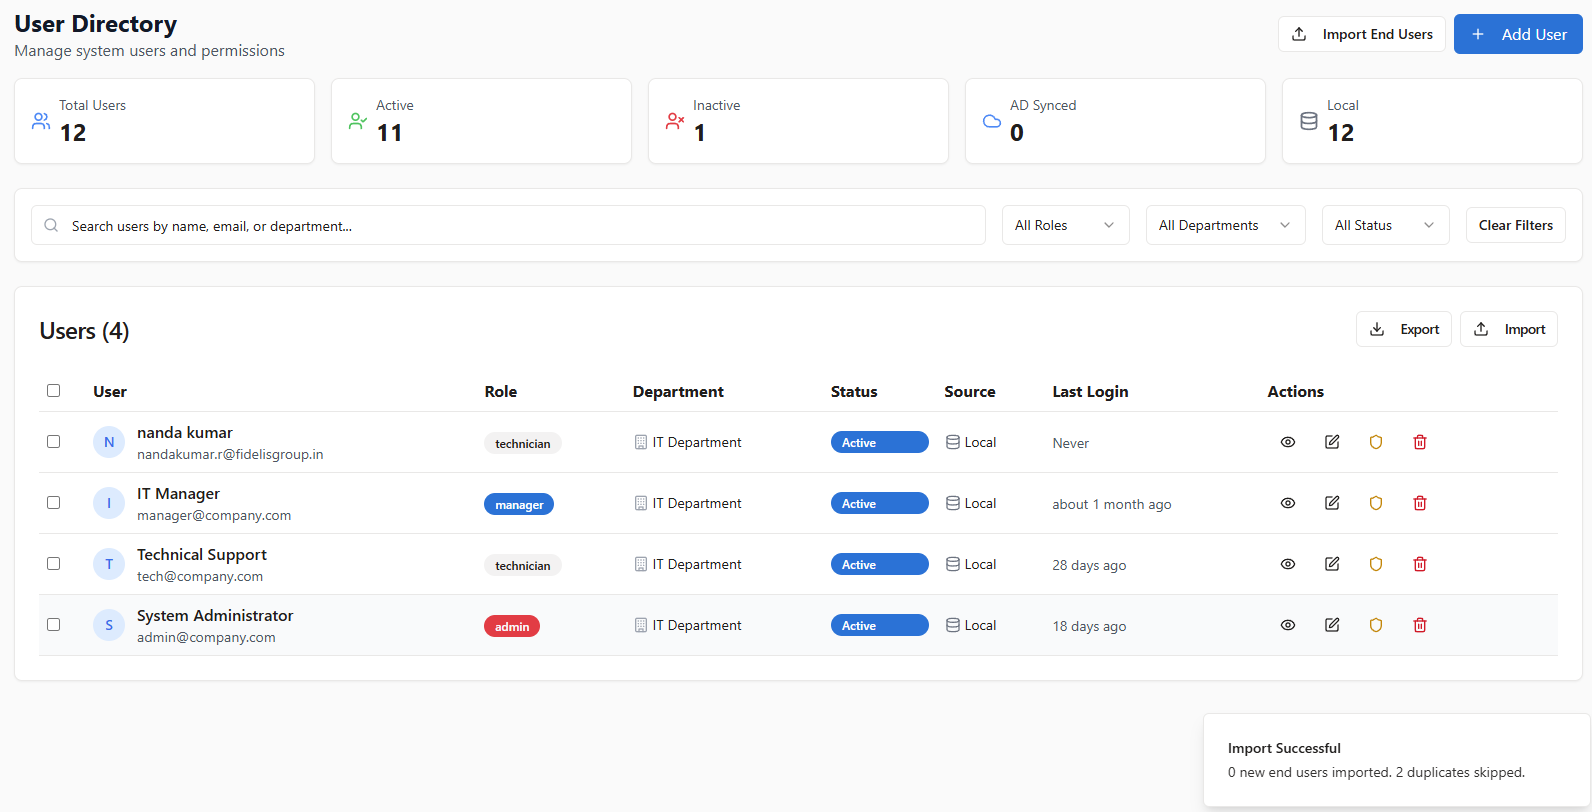 User Directory
Manage system users and permissions
Import End Users
Add User
Total Users
12
Active
11
Inactive
1
AD Synced
0
Local
12
Search users by name, email, or department...
All Roles
All Departments
All Status
Clear Filters
Users (4)
Export
Import
User Role Department Status Source Last Login Actions
N
nanda kumar
nandakumar.r@fidelisgroup.in
technician
IT Department
Active
Local
Never
I
IT Manager
manager@company.com
manager
IT Department
Active
Local
about 1 month ago
T
Technical Support
tech@company.com
technician
IT Department
Active
Local
28 days ago
S
System Administrator
admin@company.com
admin
IT Department
Active
Local
18 days ago
Import Successful
0 new end users imported. 2 duplicates skipped.